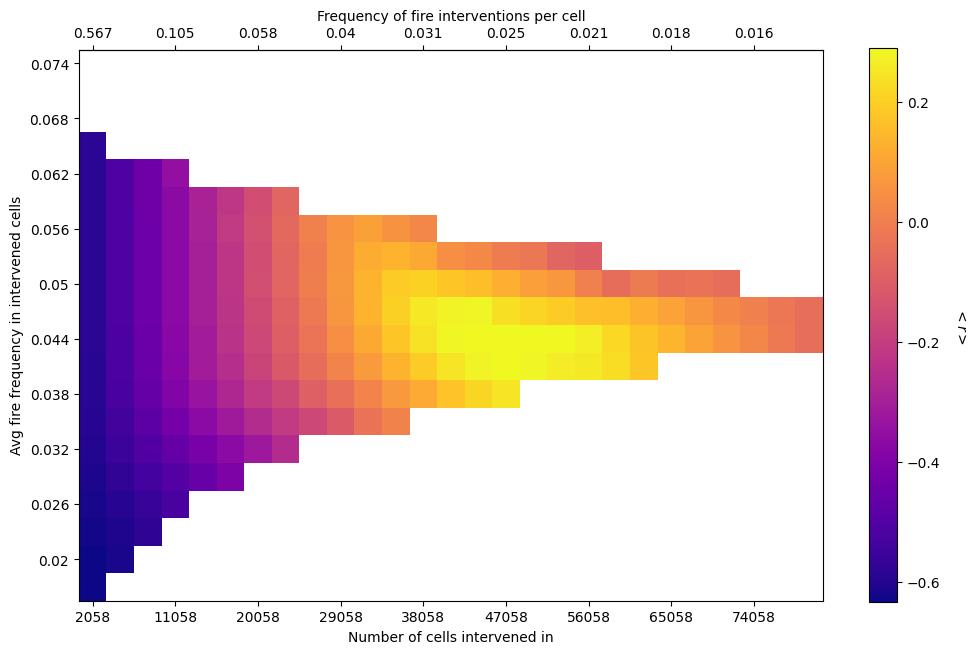 Frequency of fire interventions per cell
0.567 0.105 0.058 0.04 0.031 0.025 0.021 0.018 0.016
0.074
0.068
0.062
0.056
0.05
0.044
0.038
0.032
0.026
0.02
Avg fire frequency in intervened cells
2058 11058 20058 29058 38058 47058 56058 65058 74058
Number of cells intervened in
0.2
0.0
−0.2
−0.4
−0.6
< r >